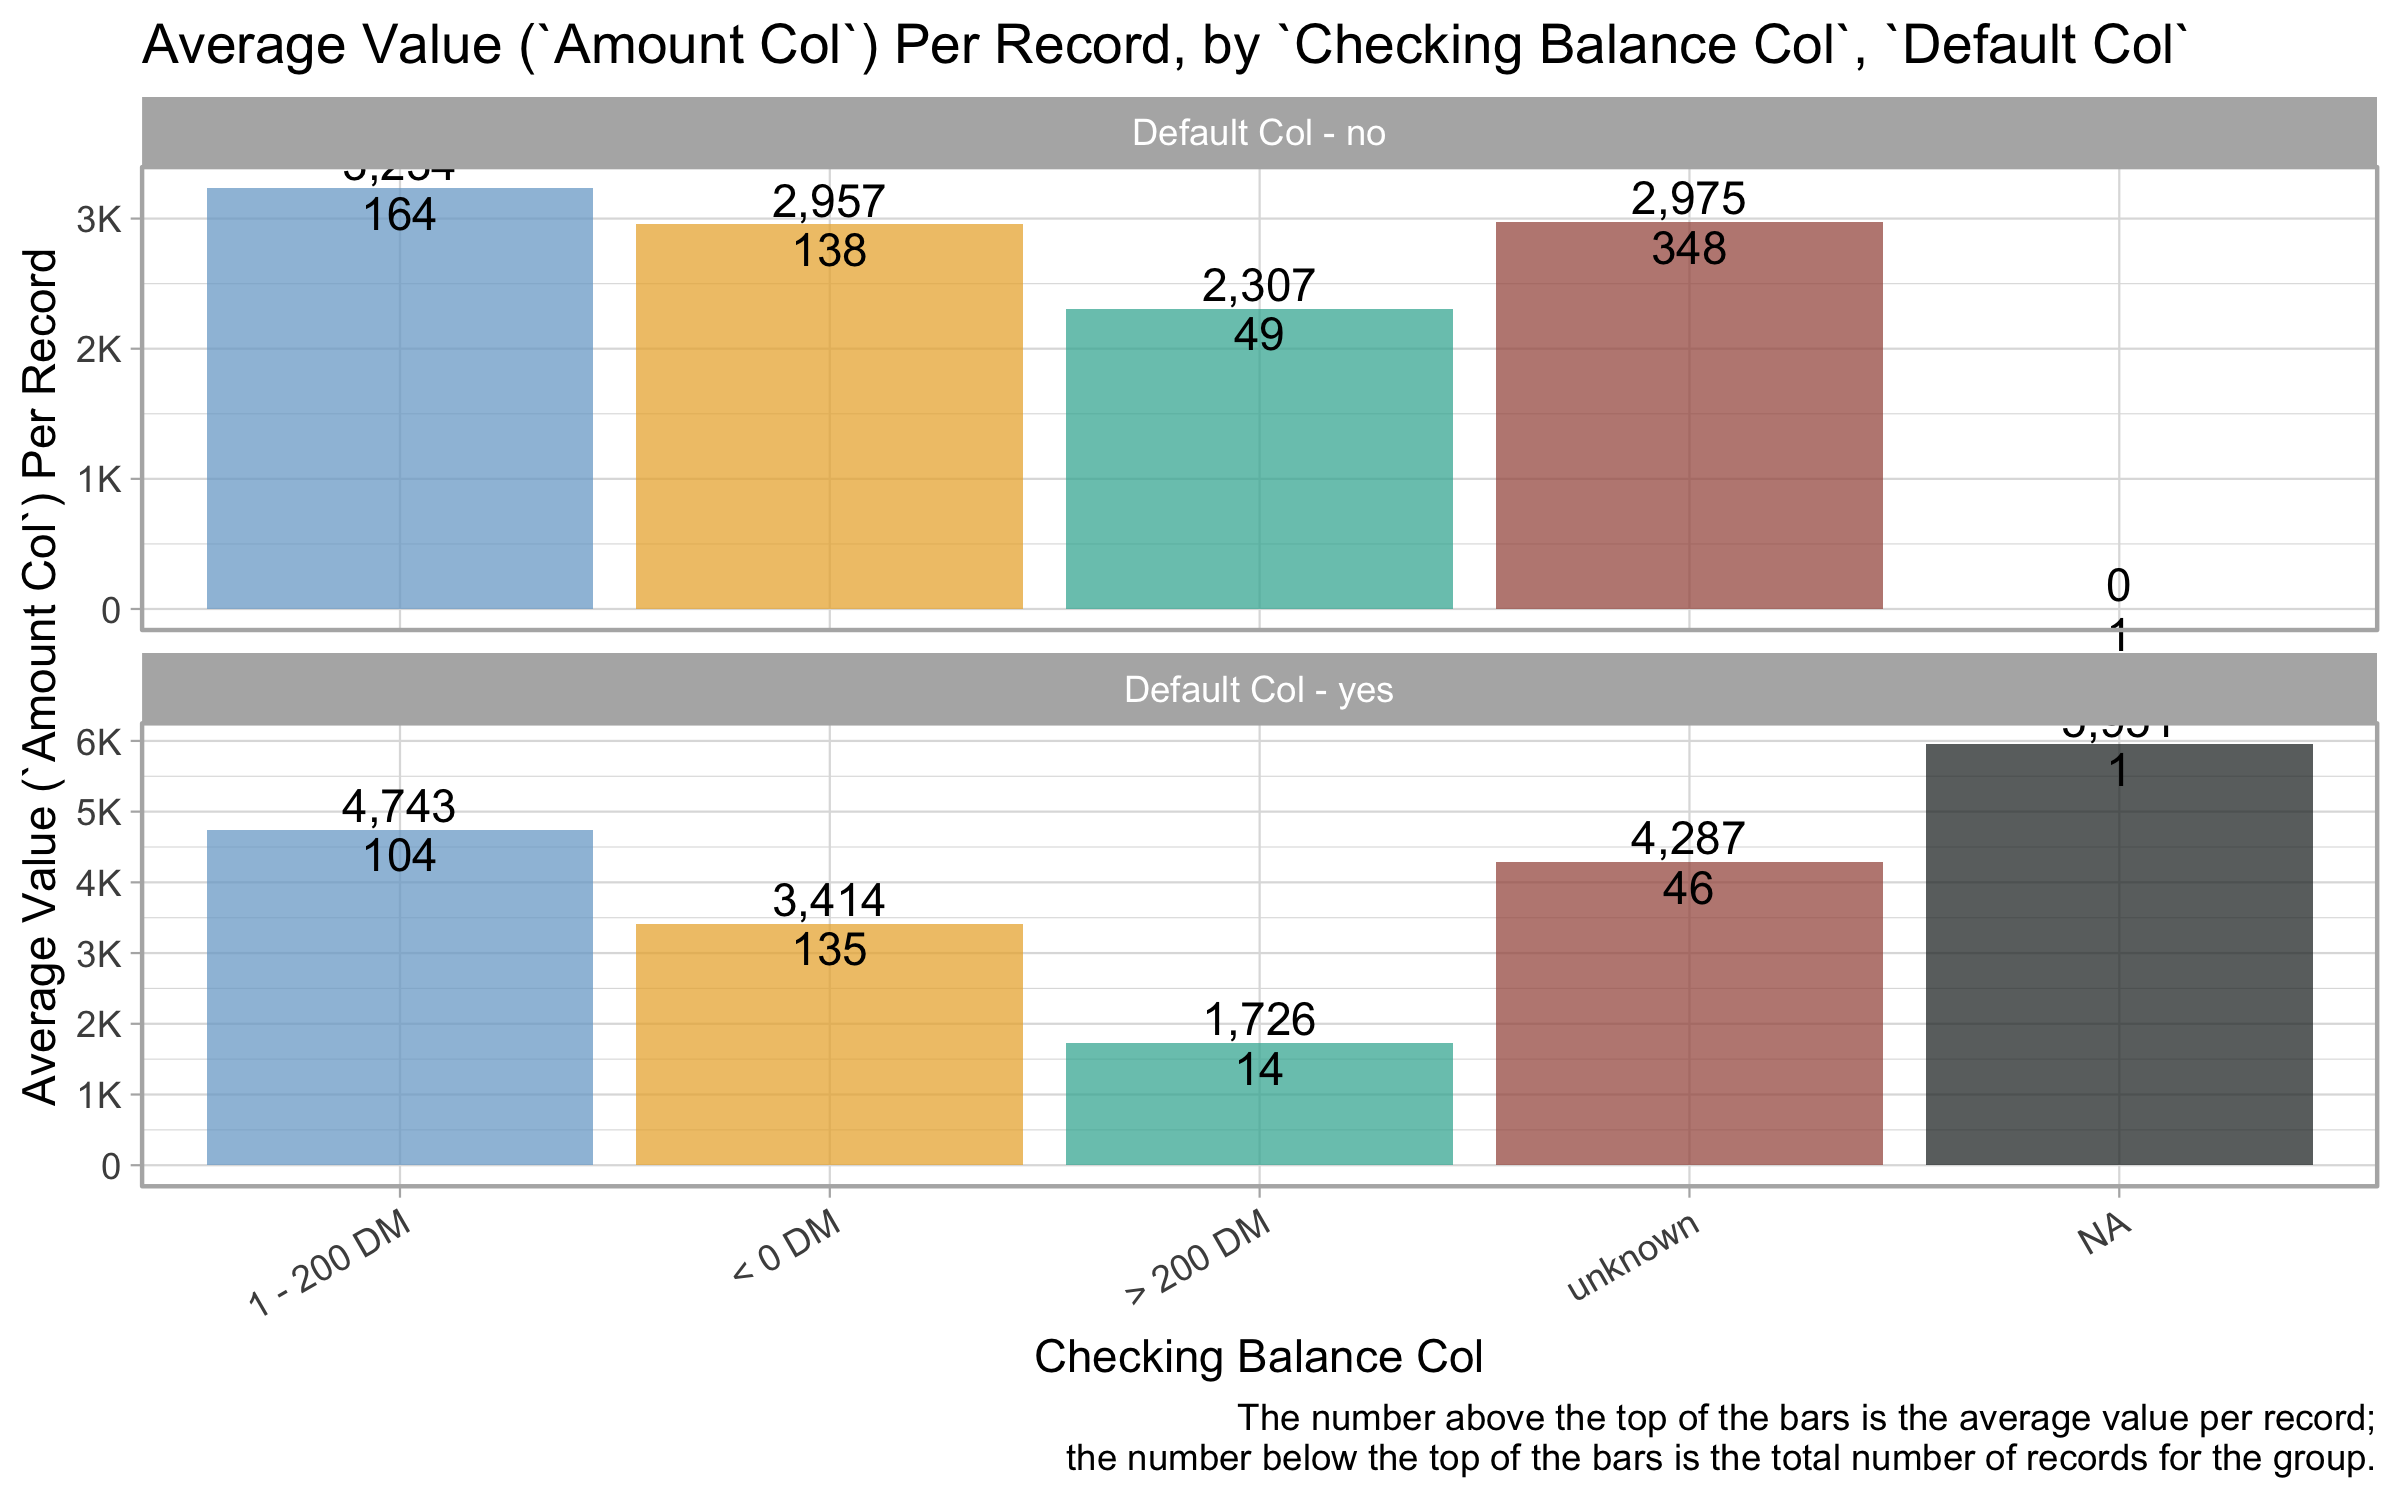 Average Value (`Amount Col`) Per Record, by `Checking Balance Col`, `Default Col`
Average Value (`Amount Col`) Per Record
Default Col - no
3K
2K
1K
0
164
2,957
138
2,307
49
2,975
348
0
1
Default Col - yes
6K
5K
4K
3K
2K
1K
0
4,743
104
3,414
135
1,726
14
4,287
46
1
1 - 200 DM
< 0 DM
> 200 DM
unknown
NA
Checking Balance Col
The number above the top of the bars is the average value per record;
the number below the top of the bars is the total number of records for the group.